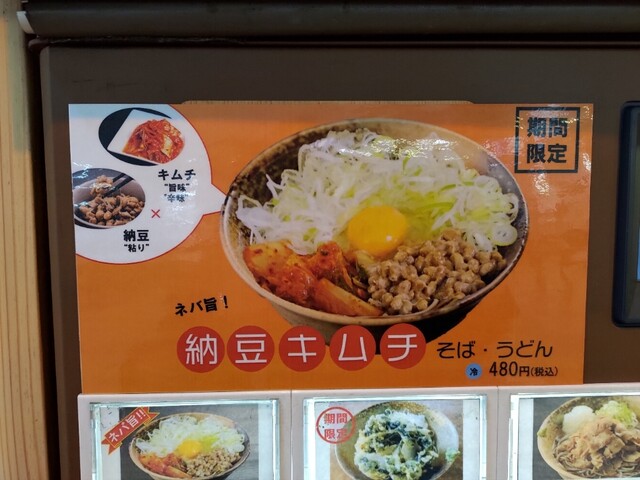 期間
限定
キムチ
"旨味"
"辛味"
×
納豆
"粘り"
ネバ旨！
納豆キムチ そば・うどん
冷 480円(税込)
ネバ旨!!
期間
限定